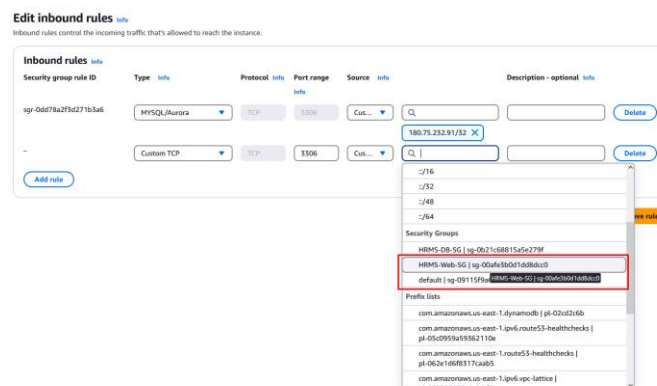 Edit inbound rules Info
Inbound rules control the incoming traffic that's allowed to reach the instance.
Inbound rules Info
Security group rule ID Type Info Protocol Info Port range Info Source Info Description - optional Info
sgr-0dd78a2f3d271b3a6 MYSQL/Aurora TCP 3306 Cus... Delete
180.75.232.91/32
- Custom TCP TCP 3306 Cus... Delete
Add rule
::/16
::/32
::/48
::/64
Security Groups
HRMS-DB-SG | sg-0b21c68815a5e279f
HRMS-Web-SG | sg-00afe3b0d1dd8dcc0
default | sg-09115f9a
HRMS-Web-SG | sg-00afe3b0d1dd8dcc0
Prefix lists
com.amazonaws.us-east-1.dynamodb | pl-02cd2c6b
com.amazonaws.us-east-1.ipv6.route53-healthchecks |
pl-05c0959a59362110e
com.amazonaws.us-east-1.route53-healthchecks |
pl-062e1d6f8317caab5
com.amazonaws.us-east-1.ipv6.vpc-lattice |